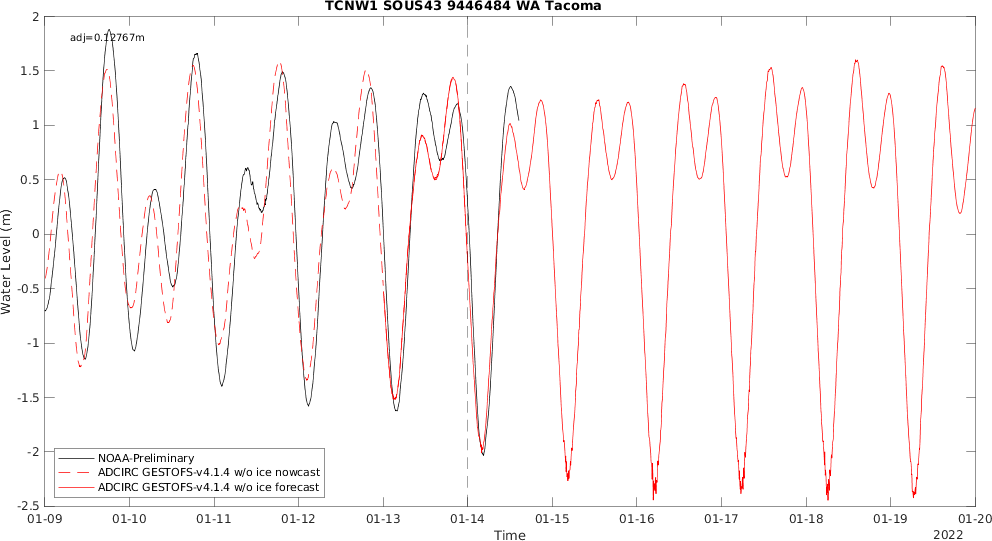 TCNW1 SOUS43 9446484 WA Tacoma
adj=0.12767m
2
1.5
1
0.5
0
-0.5
-1
-1.5
-2
-2.5
Water Level (m)
NOAA-Preliminary
ADCIRC GESTOFS-v4.1.4 w/o ice nowcast
ADCIRC GESTOFS-v4.1.4 w/o ice forecast
01-09 01-10 01-11 01-12 01-13 01-14 01-15 01-16 01-17 01-18 01-19 01-20
Time
2022